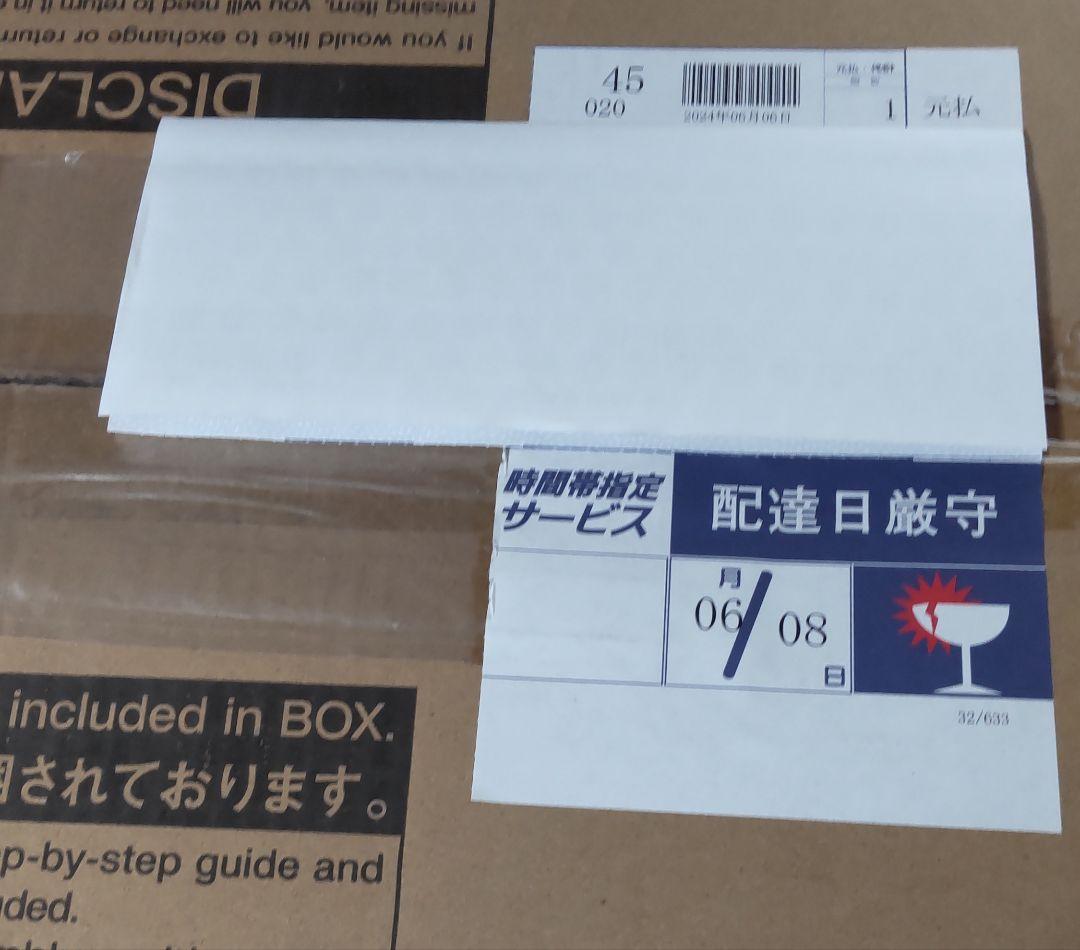 missing item, you will need to return it in
If you would like to exchange or return
DISCLA
45
020
2024年06月06日
元払
1
元払
時間帯指定
サービス
配達日厳守
月
06/08
日
32/633
included in BOX.
されております。
p-by-step guide and
ded.